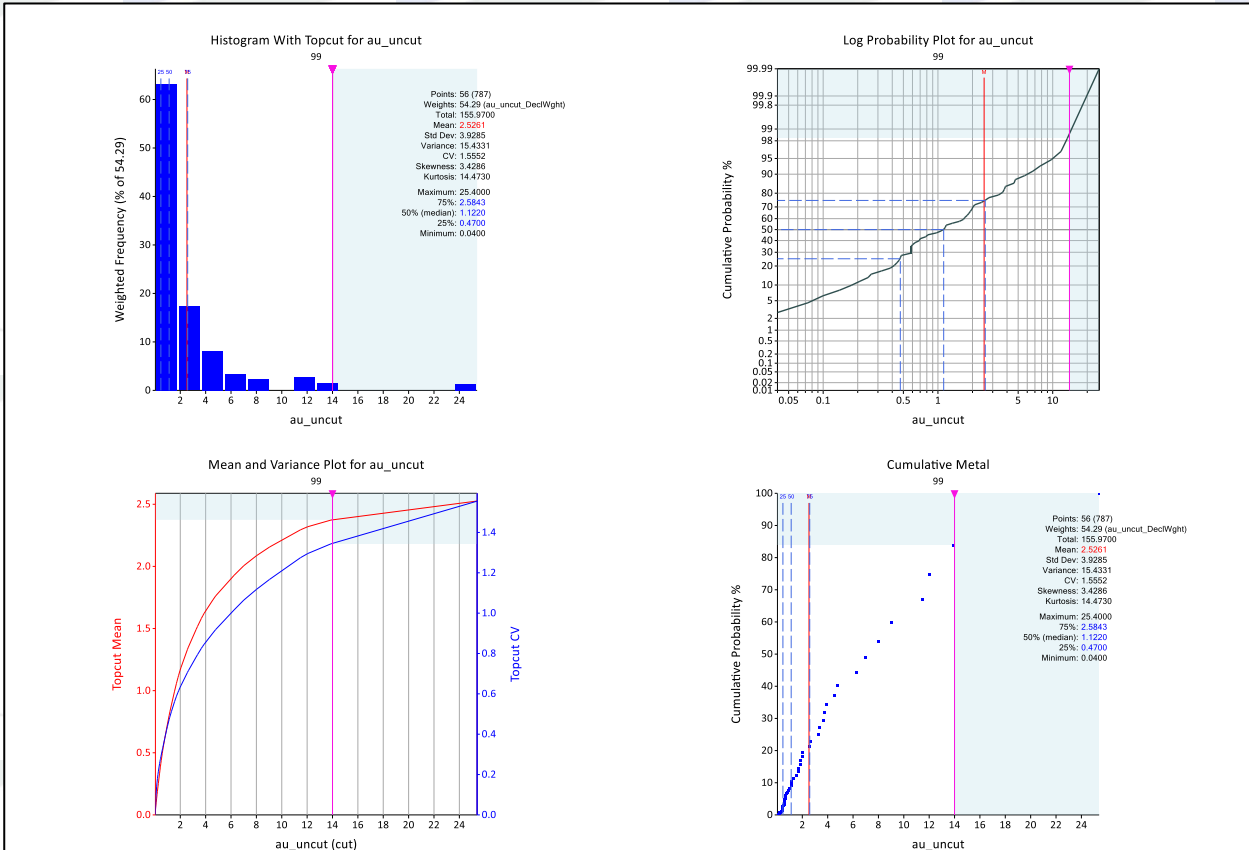 Histogram With Topcut for au_uncut
99
25 50
Weighted Frequency (% of 54.29)
60
50
40
30
20
10
0
Points: 56 (787)
Weights: 54.29 (au_uncut_DeclWght)
Total: 155.9700
Mean: 2.5261
Std Dev: 3.9285
Variance: 15.4331
CV: 1.5552
Skewness: 3.4286
Kurtosis: 14.4730
Maximum: 25.4000
75%: 2.5843
50% (median): 1.1220
25%: 0.4700
Minimum: 0.0400
2 4 6 8 10 12 14 16 18 20 22 24
au_uncut
Log Probability Plot for au_uncut
99
M
Cumulative Probability %
99.99
99.9
99.8
99
98
95
90
80
70
60
50
40
30
20
10
5
2
1
0.5
0.2
0.1
0.05
0.02
0.01
0.05 0.1 0.5 1 5 10
au_uncut
Mean and Variance Plot for au_uncut
99
Topcut Mean
2.5
2.0
1.5
1.0
0.5
0.0
Topcut CV
1.4
1.2
1.0
0.8
0.6
0.4
0.2
0.0
2 4 6 8 10 12 14 16 18 20 22 24
au_uncut (cut)
Cumulative Metal
99
25 50
Cumulative Probability %
100
90
80
70
60
50
40
30
20
10
0
Points: 56 (787)
Weights: 54.29 (au_uncut_DeclWght)
Total: 155.9700
Mean: 2.5261
Std Dev: 3.9285
Variance: 15.4331
CV: 1.5552
Skewness: 3.4286
Kurtosis: 14.4730
Maximum: 25.4000
75%: 2.5843
50% (median): 1.1220
25%: 0.4700
Minimum: 0.0400
2 4 6 8 10 12 14 16 18 20 22 24
au_uncut